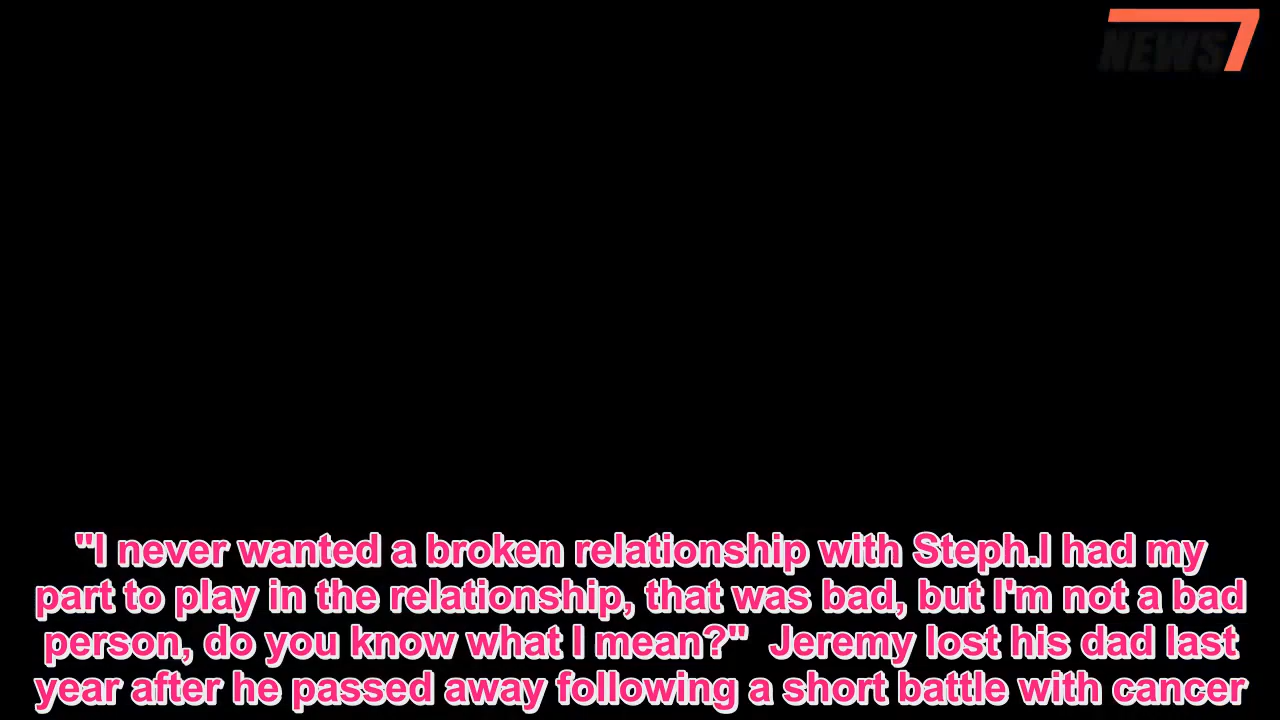 NEWS7
"I never wanted a broken relationship with Steph.I had my
part to play in the relationship, that was bad, but I'm not a bad
person, do you know what I mean?"  Jeremy lost his dad last
year after he passed away following a short battle with cancer